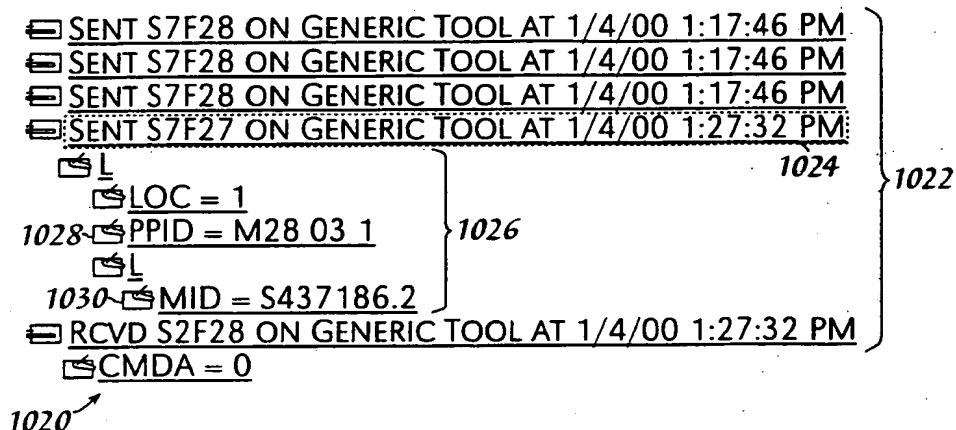 SENT S7F28 ON GENERIC TOOL AT 1/4/00 1:17:46 PM
SENT S7F28 ON GENERIC TOOL AT 1/4/00 1:17:46 PM
SENT S7F28 ON GENERIC TOOL AT 1/4/00 1:17:46 PM
SENT S7F27 ON GENERIC TOOL AT 1/4/00 1:27:32 PM
L 1024 1022
LOC = 1
1028 PPID = M28 03 1 1026
L
1030 MID = S437186.2
RCVD S2F28 ON GENERIC TOOL AT 1/4/00 1:27:32 PM
CMDA = 0
1020